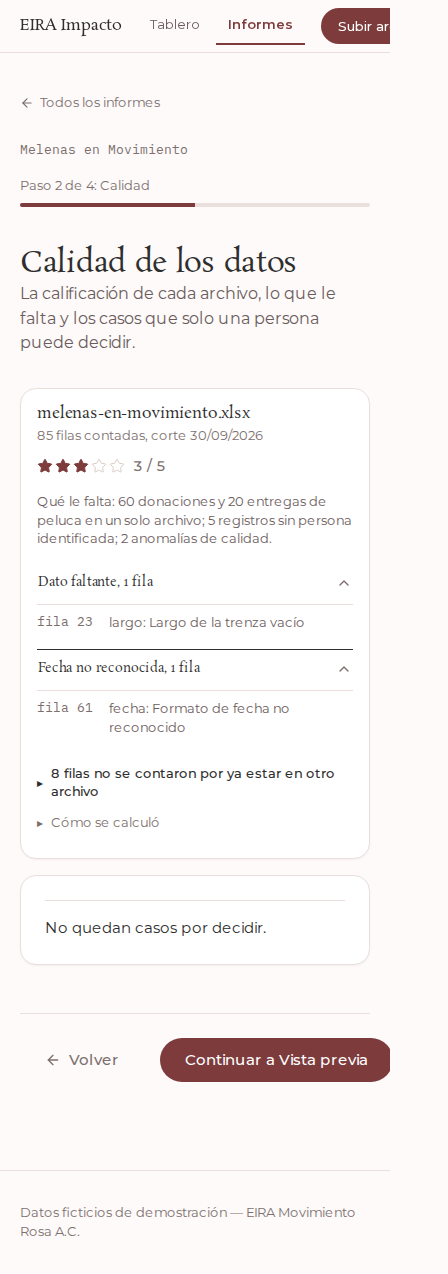 EIRA Impacto
Tablero
Informes
Subir ar
← Todos los informes
Melenas en Movimiento
Paso 2 de 4: Calidad
Calidad de los datos
La calificación de cada archivo, lo que le
falta y los casos que solo una persona
puede decidir.
melenas-en-movimiento.xlsx
85 filas contadas, corte 30/09/2026
3 / 5
Qué le falta: 60 donaciones y 20 entregas de
peluca en un solo archivo; 5 registros sin persona
identificada; 2 anomalías de calidad.
Dato faltante, 1 fila
fila 23 largo: Largo de la trenza vacío
Fecha no reconocida, 1 fila
fila 61 fecha: Formato de fecha no
reconocido
▸ 8 filas no se contaron por ya estar en otro
archivo
▸ Cómo se calculó
No quedan casos por decidir.
← Volver
Continuar a Vista previa
Datos ficticios de demostración — EIRA Movimiento
Rosa A.C.